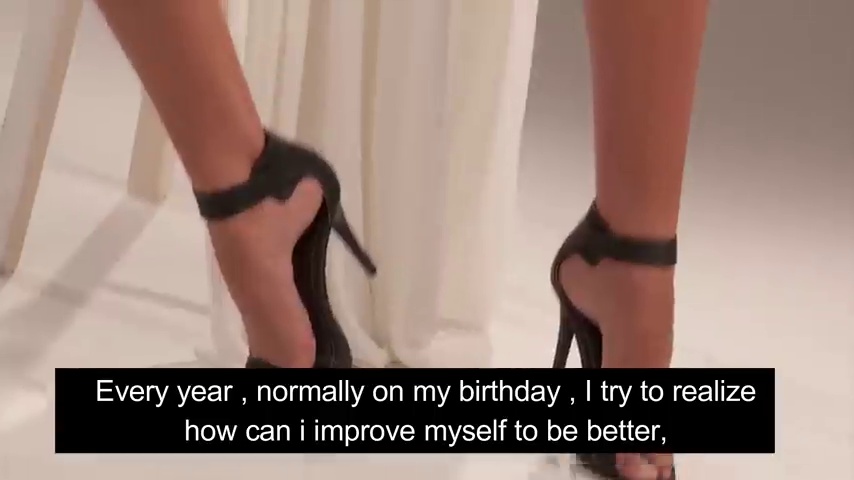 Every year , normally on my birthday , I try to realize
how can i improve myself to be better,